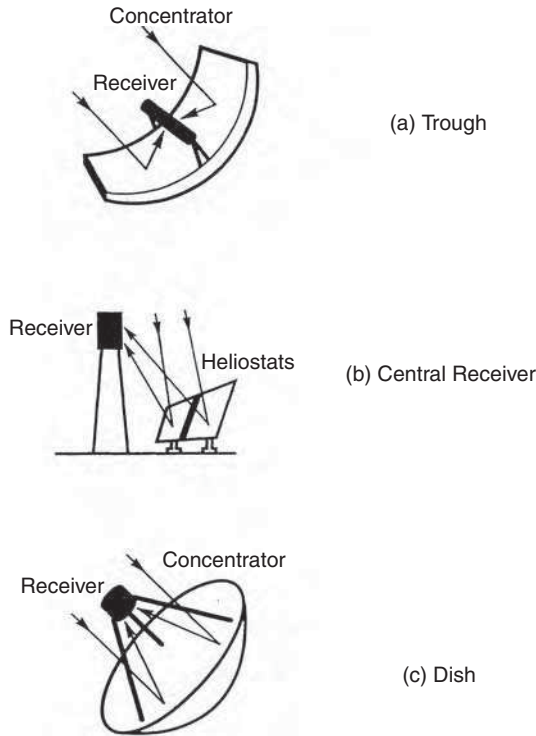 Concentrator
Receiver
(a) Trough
Receiver
Heliostats
(b) Central Receiver
Concentrator
Receiver
(c) Dish